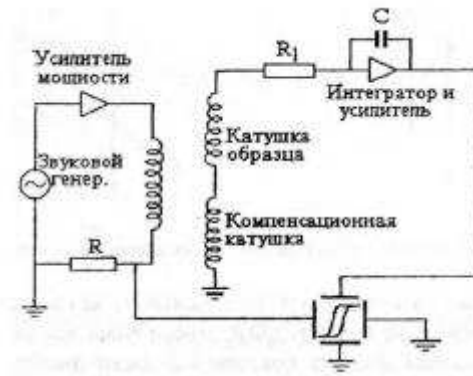 C
Усилитель
мощности
R₁
Интегратор и
усилитель
Катушка
образца
Звуковой
генер.
Компенсационная
катушка
R